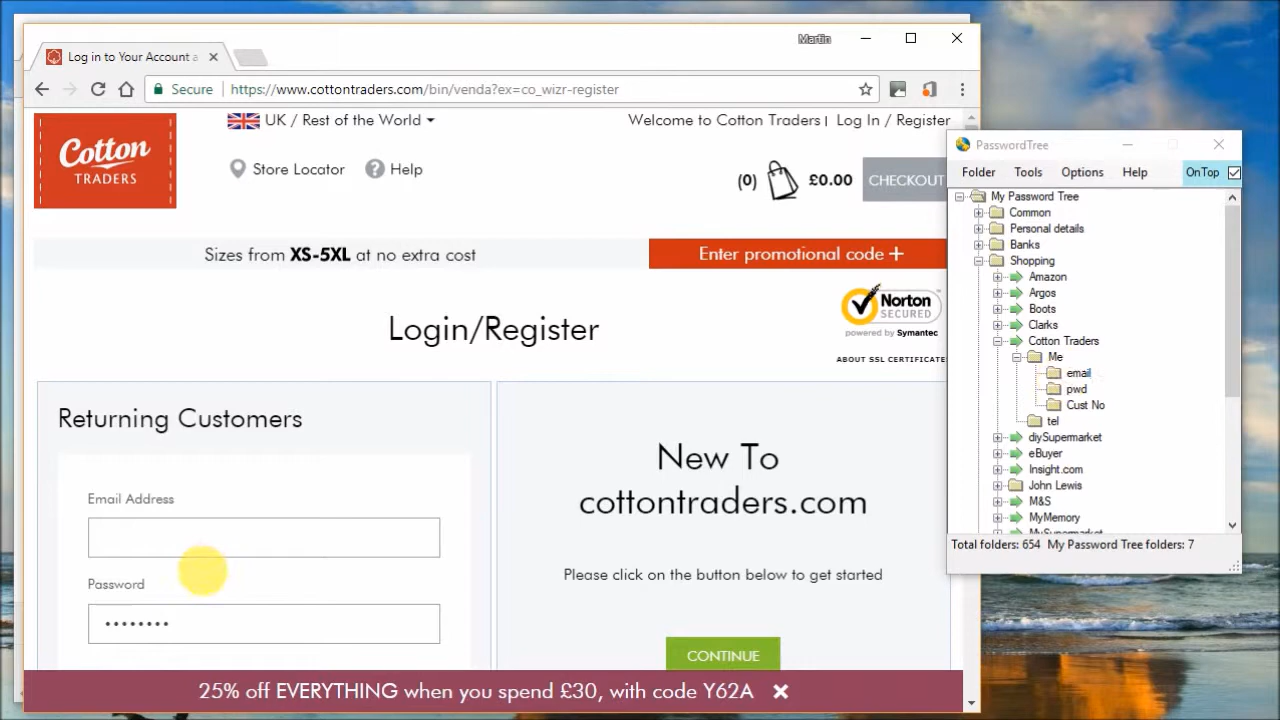 Martin
Log in to Your Account a
Secure https://www.cottontraders.com/bin/venda?ex=co_wizr-register
Cotton
TRADERS
UK / Rest of the World
Welcome to Cotton Traders | Log In / Register
Store Locator
? Help
(0) £0.00 CHECKOUT
Sizes from XS-5XL at no extra cost
Enter promotional code +
Login/Register
Norton
SECURED
powered by Symantec
ABOUT SSL CERTIFICATE
Returning Customers
Email Address
Password
••••••••
New To
cottontraders.com
Please click on the button below to get started
CONTINUE
25% off EVERYTHING when you spend £30, with code Y62A
PasswordTree
Folder Tools Options Help OnTop
My Password Tree
Common
Personal details
Banks
Shopping
Amazon
Argos
Boots
Clarks
Cotton Traders
Me
email
pwd
Cust No
tel
diySupermarket
eBuyer
Insight.com
John Lewis
M&S
MyMemory
MySupermarket
Total folders: 654 My Password Tree folders: 7